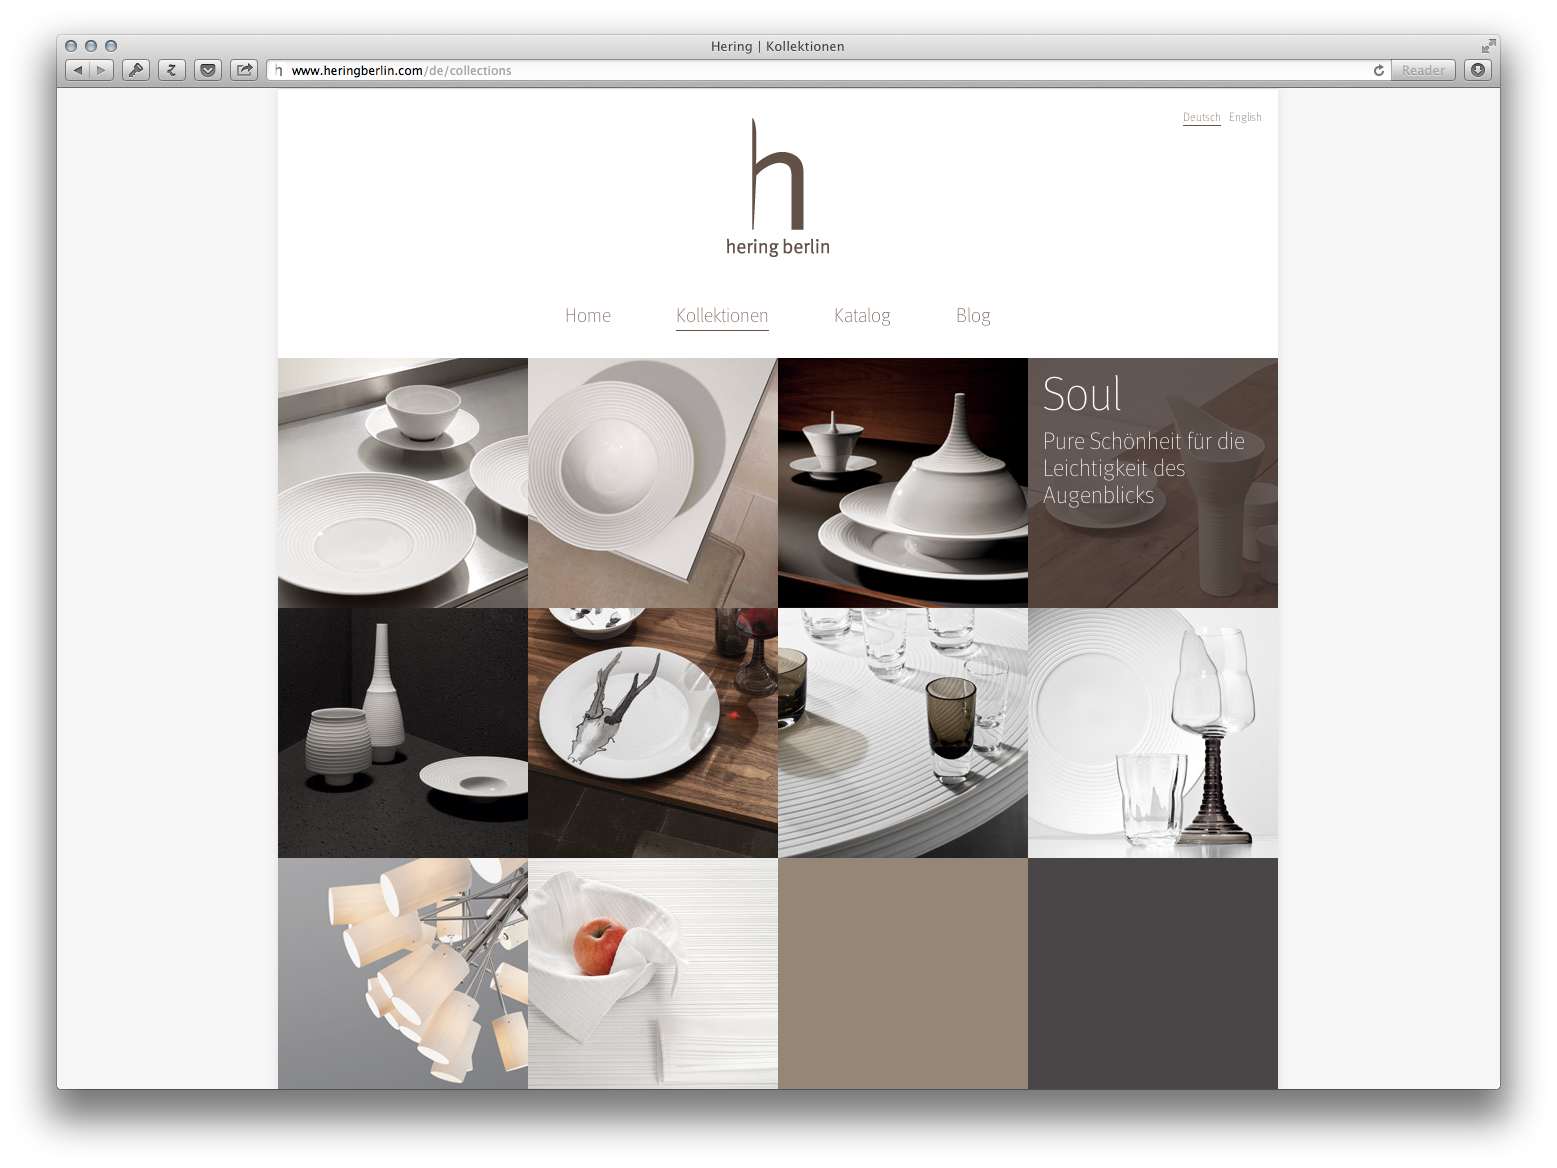 Hering | Kollektionen
www.heringberlin.com/de/collections
Reader
Deutsch English
h
hering berlin
Home Kollektionen Katalog Blog
Soul
Pure Schönheit für die
Leichtigkeit des
Augenblicks